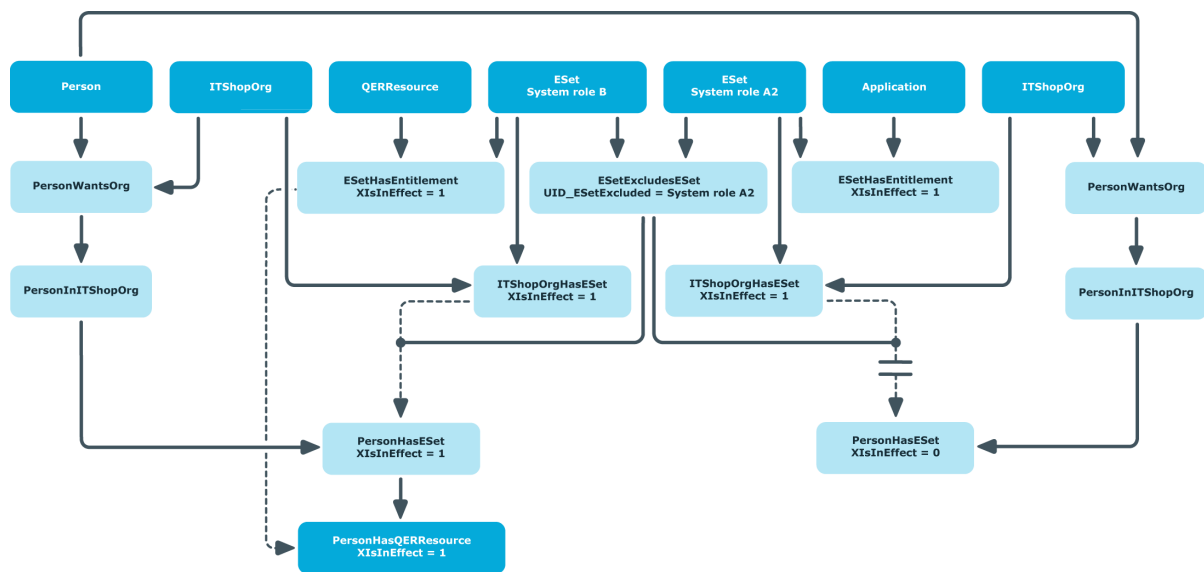 Person
ITShopOrg
QERResource
ESet
System role B
ESet
System role A2
Application
ITShopOrg
PersonWantsOrg
ESetHasEntitlement
XIsInEffect = 1
ESetExcludesESet
UID_ESetExcluded = System role A2
ESetHasEntitlement
XIsInEffect = 1
PersonWantsOrg
PersonInITShopOrg
ITShopOrgHasESet
XIsInEffect = 1
ITShopOrgHasESet
XIsInEffect = 1
PersonInITShopOrg
PersonHasESet
XIsInEffect = 1
PersonHasESet
XIsInEffect = 0
PersonHasQERResource
XIsInEffect = 1